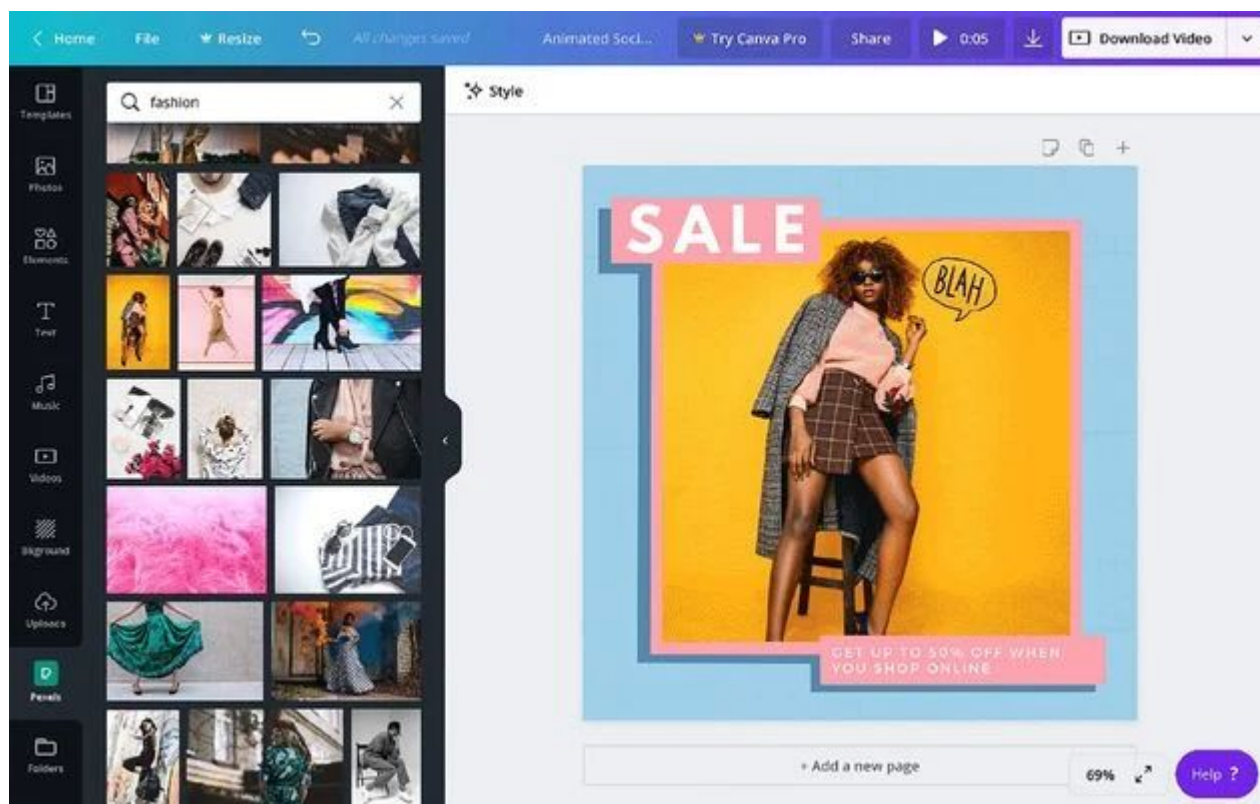 Home
File
Resize
All changes saved
Animated Soci...
Try Canva Pro
Share
0:05
Download Video
Templates
fashion
Style
Photos
SALE
Elements
BLAH
Text
Music
Videos
Bkground
Uploads
GET UP TO 50% OFF WHEN
YOU SHOP ONLINE
Pexels
Folders
+ Add a new page
69%
Help ?